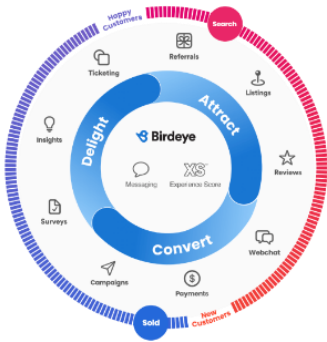 Happy
Customers
Search
Ticketing
Referrals
Listings
Delight
Attract
Insights
Birdeye
Reviews
Messaging
XS
Experience Score
Surveys
Webchat
Convert
Campaigns
Payments
Sold
New
Customers